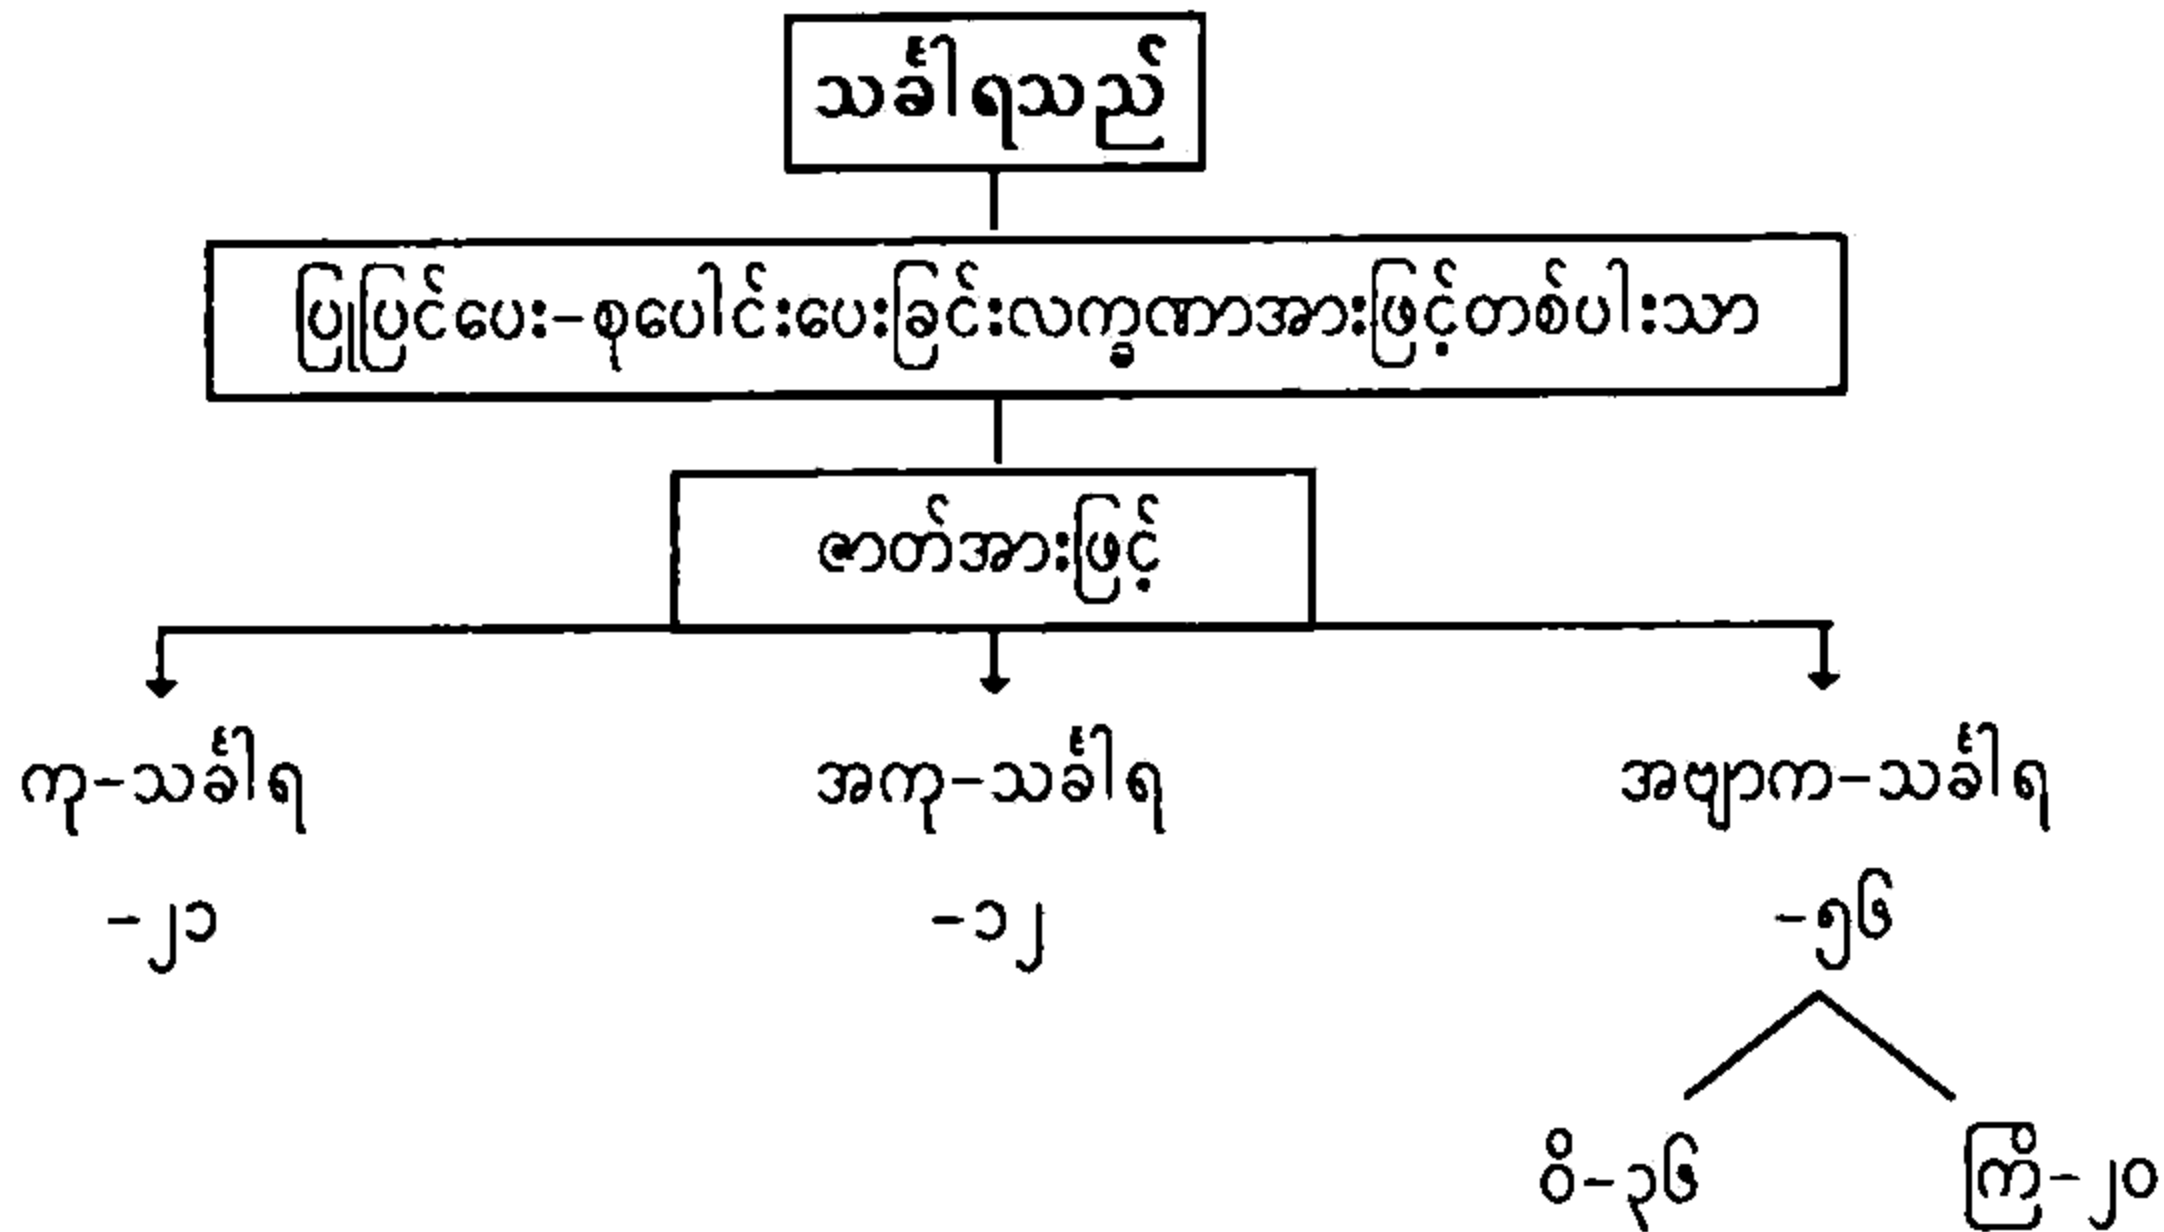 သင်္ခါရသည်
ပြုပြင်ပေး-စုပေါင်းပေးခြင်းလက္ခဏာအားဖြင့်တစ်ပါးသာ
ဇာတ်အားဖြင့်
ကု-သင်္ခါရ အကု-သင်္ခါရ အဗျာက-သင်္ခါရ
-၂၁ -၁၂ -၅၆
ဝိ-၃၆ ကြိ-၂၀